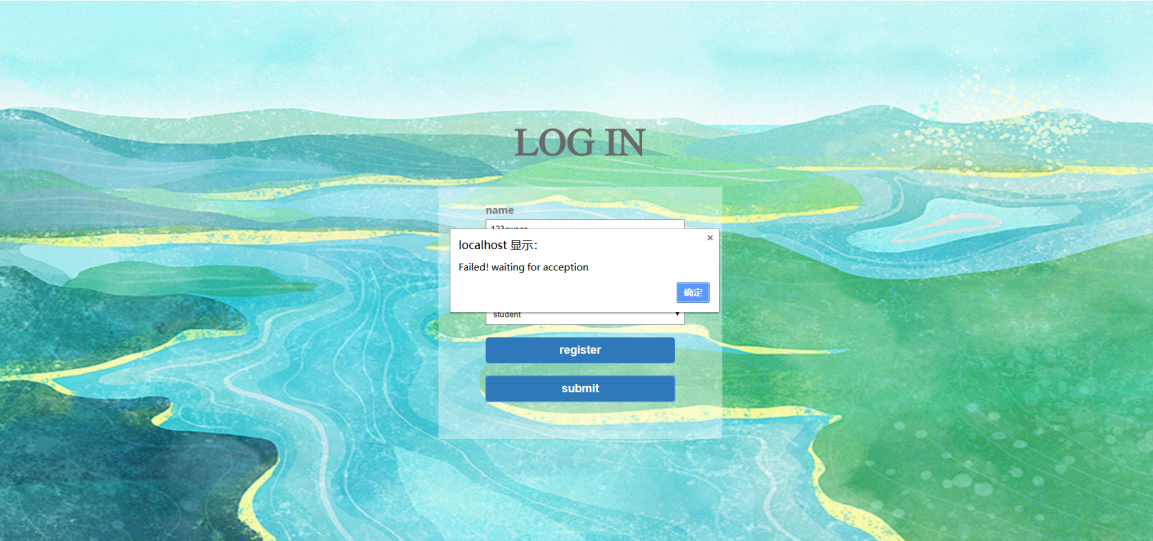 LOG IN
name
localhost 显示：
Failed! waiting for acception
确定
student
register
submit